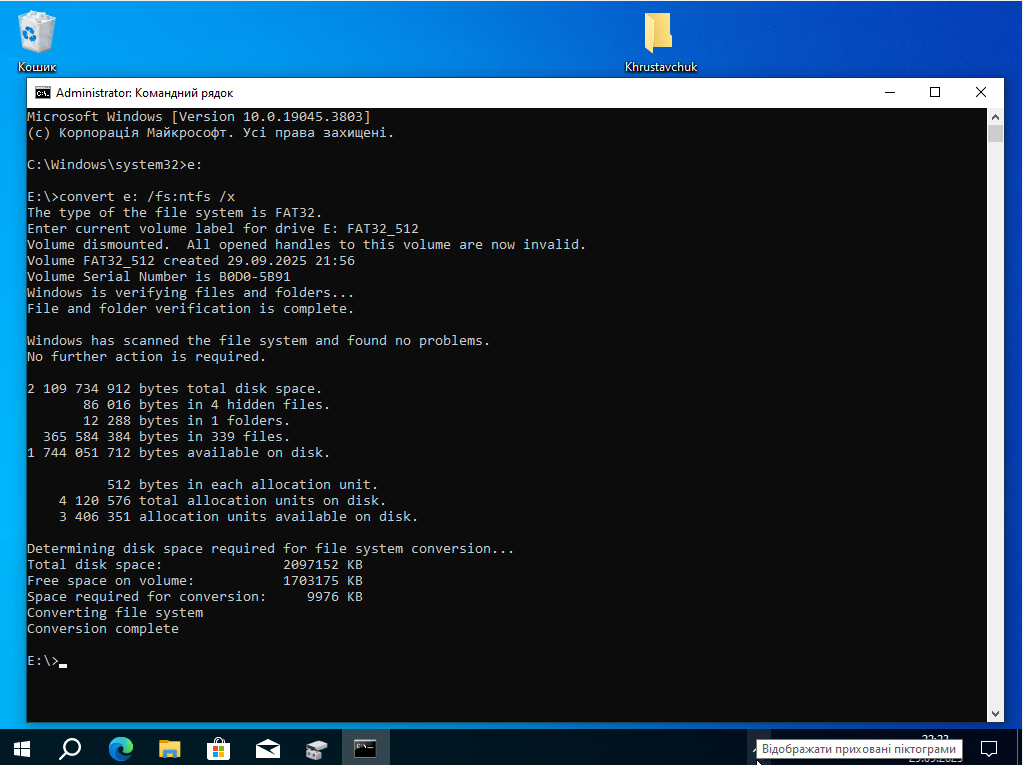 Кошик
Khrustavchuk
Administrator: Командний рядок
Microsoft Windows [Version 10.0.19045.3803]
(c) Корпорація Майкрософт. Усі права захищені.
C:\Windows\system32>e:
E:\>convert e: /fs:ntfs /x
The type of the file system is FAT32.
Enter current volume label for drive E: FAT32_512
Volume dismounted.  All opened handles to this volume are now invalid.
Volume FAT32_512 created 29.09.2025 21:56
Volume Serial Number is B0D0-5B91
Windows is verifying files and folders...
File and folder verification is complete.
Windows has scanned the file system and found no problems.
No further action is required.
2 109 734 912 bytes total disk space.
86 016 bytes in 4 hidden files.
12 288 bytes in 1 folders.
365 584 384 bytes in 339 files.
1 744 051 712 bytes available on disk.
512 bytes in each allocation unit.
4 120 576 total allocation units on disk.
3 406 351 allocation units available on disk.
Determining disk space required for file system conversion...
Total disk space:               2097152 KB
Free space on volume:           1703175 KB
Space required for conversion:     9976 KB
Converting file system
Conversion complete
E:\>
Відображати приховані піктограми